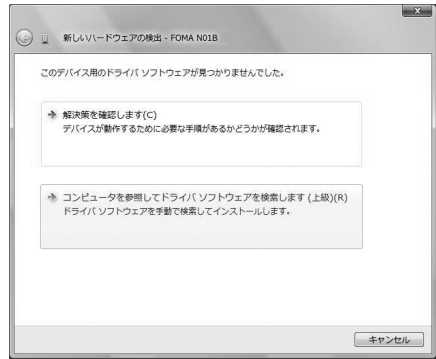 新しいハードウェアの検出 - FOMA N01B
このデバイス用のドライバ ソフトウェアが見つかりませんでした。
解決策を確認します(C)
デバイスが動作するために必要な手順があるかどうかが確認されます。
コンピュータを参照してドライバ ソフトウェアを検索します (上級)(R)
ドライバ ソフトウェアを手動で検索してインストールします。
キャンセル